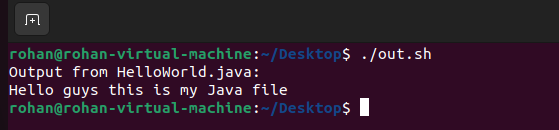 rohan@rohan-virtual-machine:~/Desktop$ ./out.sh
Output from HelloWorld.java:
Hello guys this is my Java file
rohan@rohan-virtual-machine:~/Desktop$